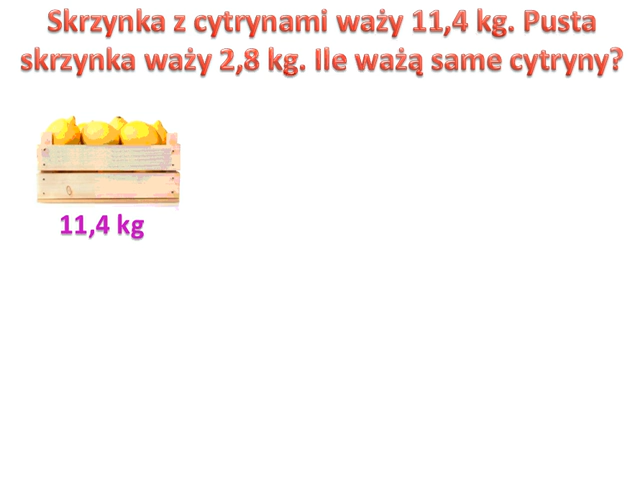 Skrzynka z cytrynami waży 11,4 kg. Pusta
skrzynka waży 2,8 kg. Ile ważą same cytryny?
11,4 kg